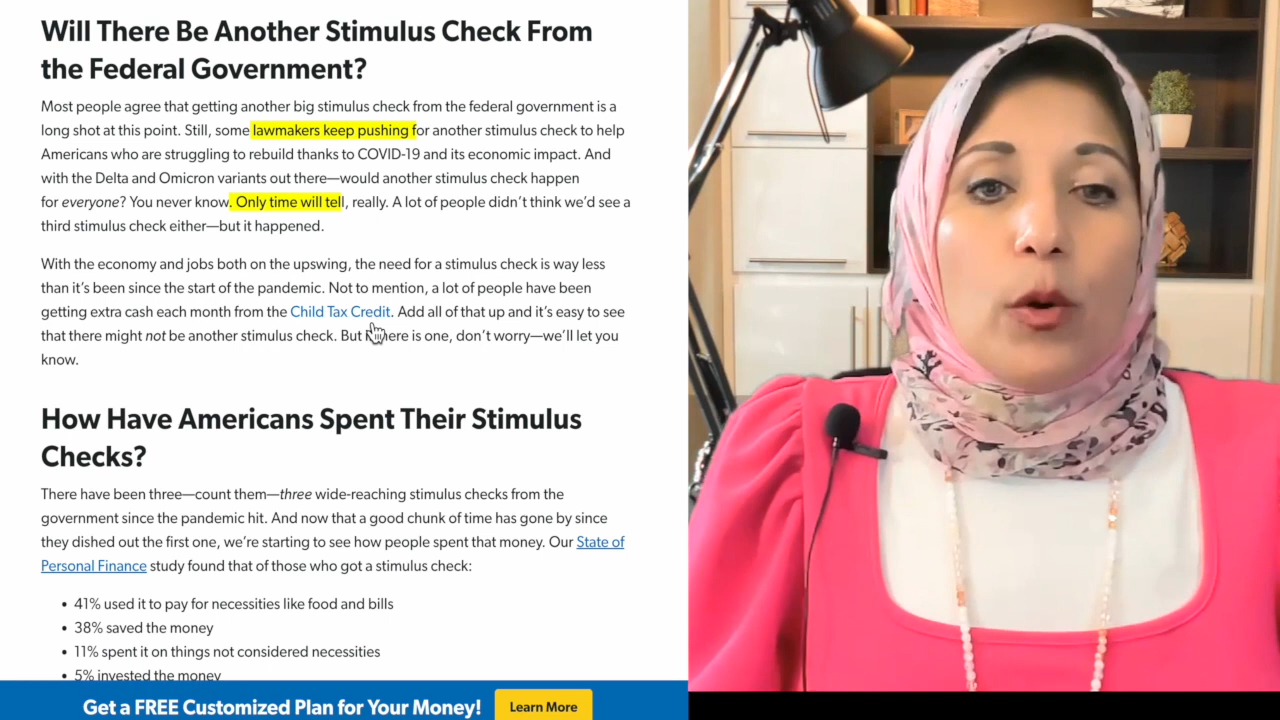 Will There Be Another Stimulus Check From
the Federal Government?
Most people agree that getting another big stimulus check from the federal government is a
long shot at this point. Still, some lawmakers keep pushing for another stimulus check to help
Americans who are struggling to rebuild thanks to COVID-19 and its economic impact. And
with the Delta and Omicron variants out there—would another stimulus check happen
for everyone? You never know. Only time will tell, really. A lot of people didn't think we'd see a
third stimulus check either—but it happened.
With the economy and jobs both on the upswing, the need for a stimulus check is way less
than it's been since the start of the pandemic. Not to mention, a lot of people have been
getting extra cash each month from the Child Tax Credit. Add all of that up and it's easy to see
that there might not be another stimulus check. But there is one, don't worry—we'll let you
know.
How Have Americans Spent Their Stimulus
Checks?
There have been three—count them—three wide-reaching stimulus checks from the
government since the pandemic hit. And now that a good chunk of time has gone by since
they dished out the first one, we're starting to see how people spent that money. Our State of
Personal Finance study found that of those who got a stimulus check:
• 41% used it to pay for necessities like food and bills
• 38% saved the money
• 11% spent it on things not considered necessities
• 5% invested the money
Get a FREE Customized Plan for Your Money! Learn More